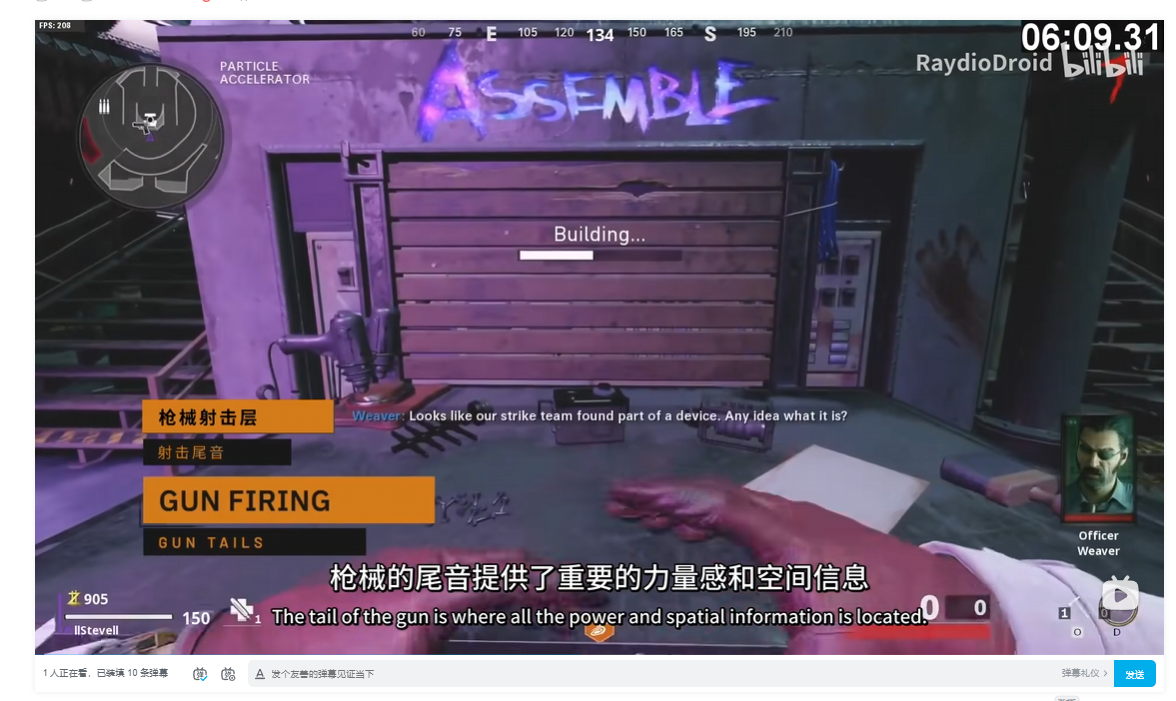 FPS: 208
60 75 E 105 120 134 150 165 S 195 210
06:09.31
RaydioDroid bilibili
PARTICLE
ACCELERATOR
ASSEMBLE
Building...
枪械射击层
Weaver: Looks like our strike team found part of a device. Any idea what it is?
射击尾音
GUN FIRING
GUN TAILS
Officer
Weaver
枪械的尾音提供了重要的力量感和空间信息
905
150
1
The tail of the gun is where all the power and spatial information is located.
0 0
1
0
llStevell
O D
1 人正在看，已装填 10 条弹幕
A 发个友善的弹幕见证当下
弹幕礼仪 >
发送